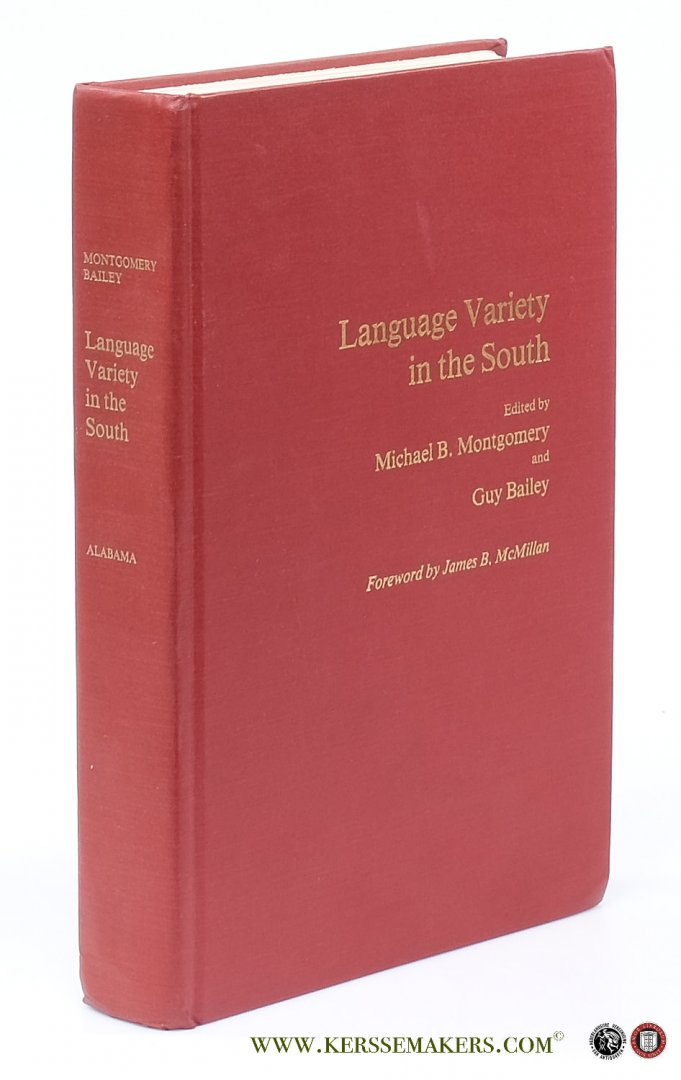 MONTGOMERY
BAILEY
Language
Variety
in the
South
ALABAMA
Language Variety
in the South
Edited by
Michael B. Montgomery
and
Guy Bailey
Foreword by James B. McMillan
WWW.KERSSEMAKERS.COM©